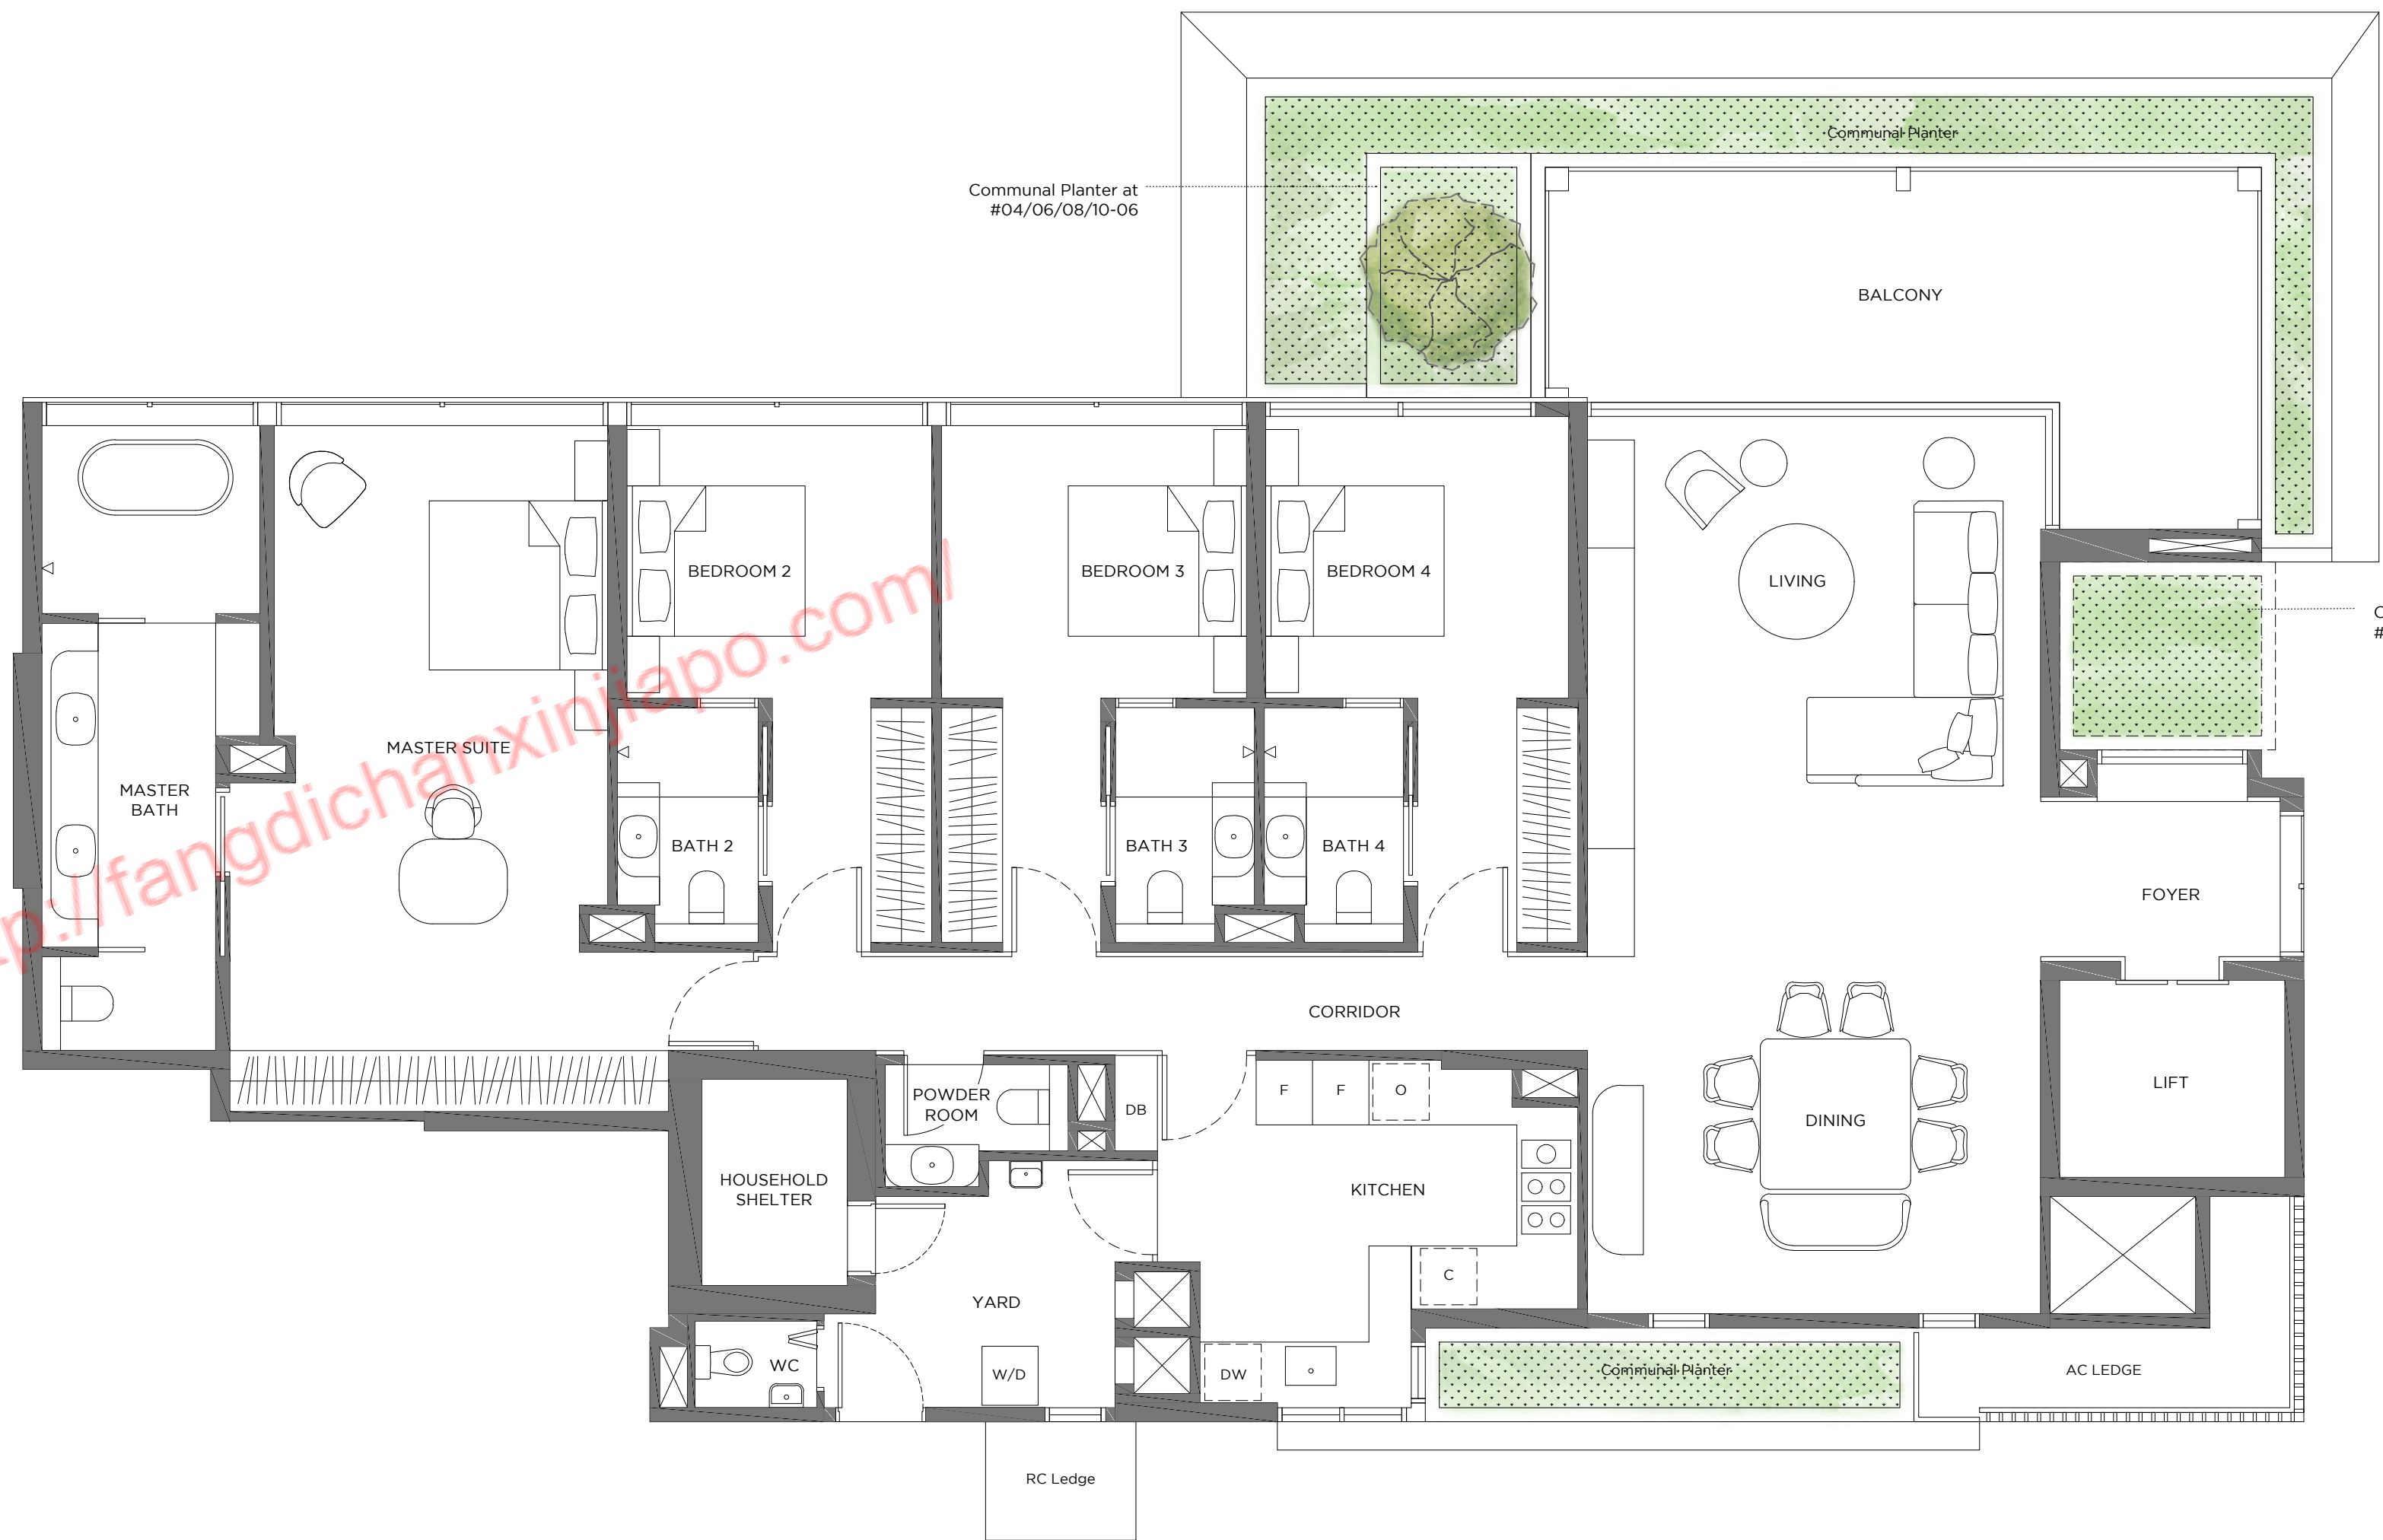 Communal Planter
Communal Planter at
#04/06/08/10-06
BALCONY
BEDROOM 2
BEDROOM 3
BEDROOM 4
LIVING
#
MASTER SUITE
MASTER
BATH
BATH 2
BATH 3
BATH 4
FOYER
CORRIDOR
POWDER
ROOM
DB
F
F
O
LIFT
DINING
HOUSEHOLD
SHELTER
KITCHEN
C
YARD
WC
W/D
DW
Communal Planter
AC LEDGE
RC Ledge
p://fangdichanxinjiapo.com/